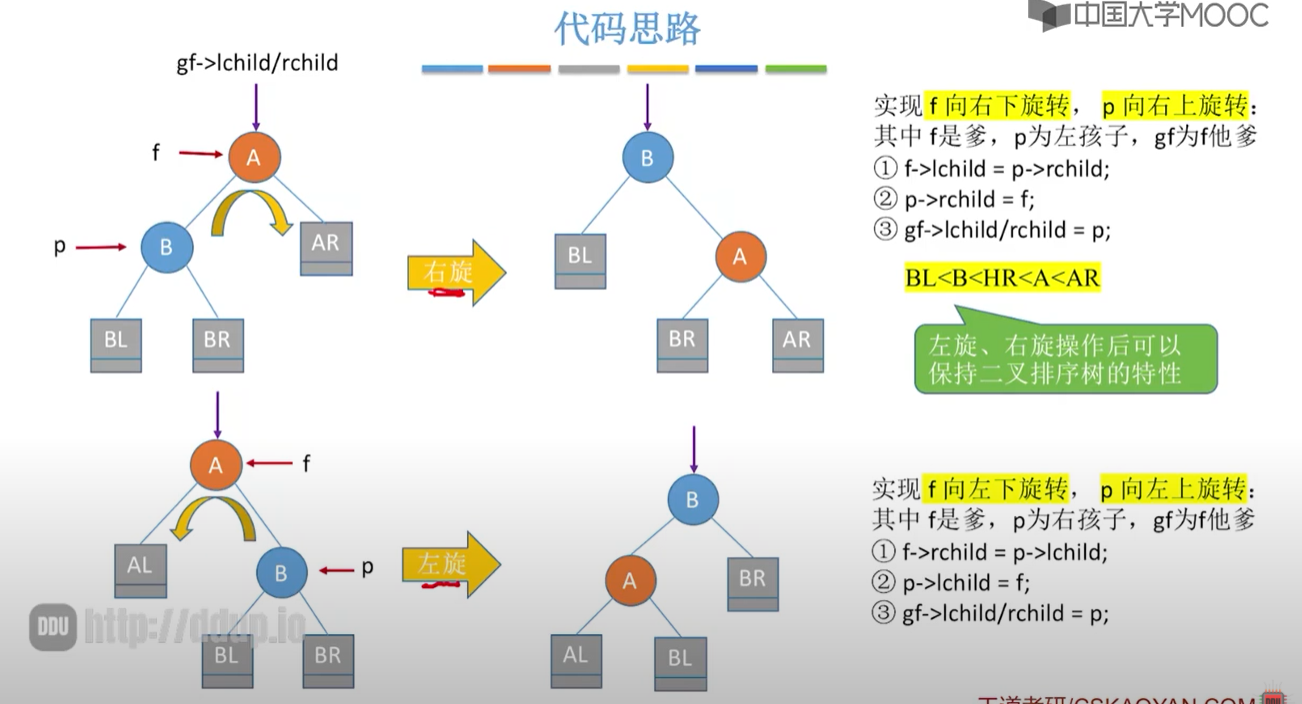 中国大学MOOC
代码思路
gf->lchild/rchild
f
A
p
B
AR
BL
BR
右旋
B
BL
A
BR
AR
实现 f 向右下旋转， p 向右上旋转：
其中 f是爹，p为左孩子，gf为f他爹
① f->lchild = p->rchild;
② p->rchild = f;
③ gf->lchild/rchild = p;
BL<B<HR<A<AR
左旋、右旋操作后可以
保持二叉排序树的特性
A
f
AL
B
p
BL
BR
左旋
B
A
BR
AL
BL
实现 f 向左下旋转， p 向左上旋转：
其中 f是爹，p为右孩子，gf为f他爹
① f->rchild = p->lchild;
② p->lchild = f;
③ gf->lchild/rchild = p;
DDU http://ddup.io
王道考研/CSKAOYAN.COM